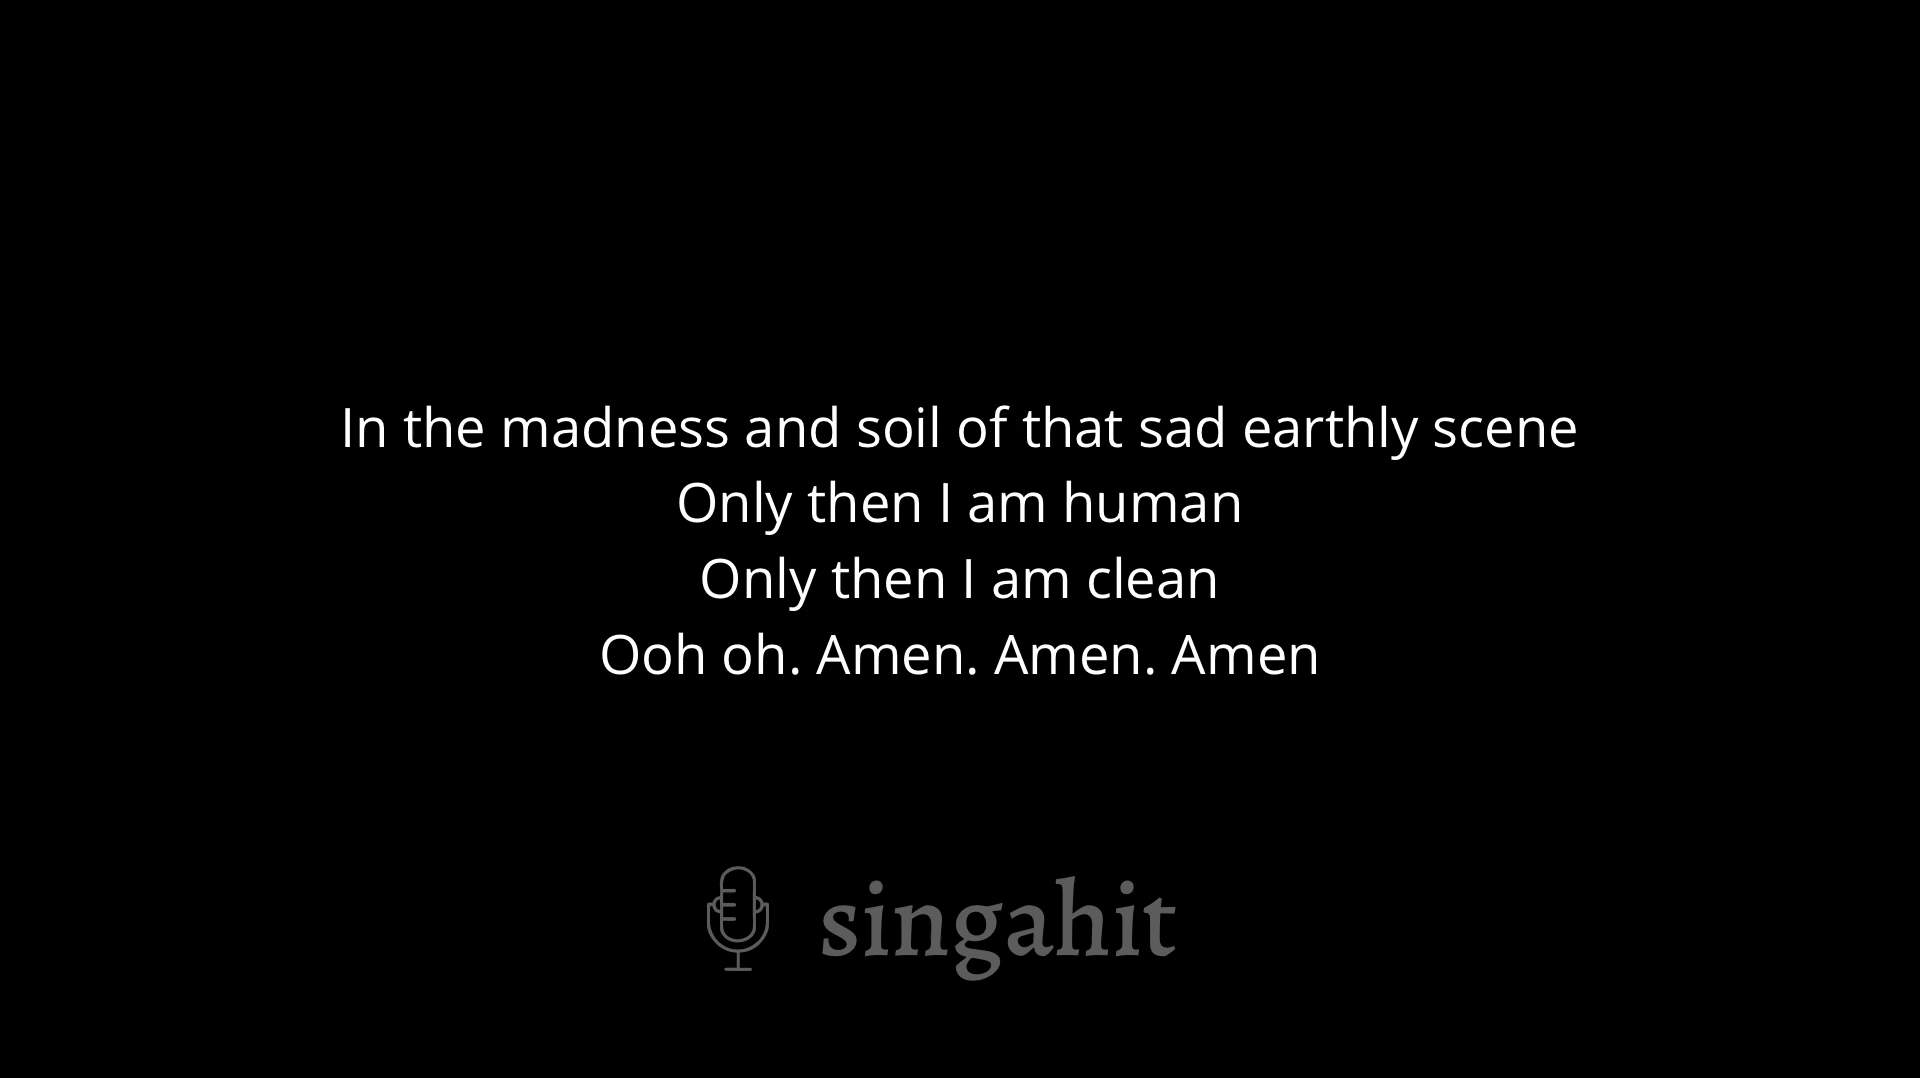 In the madness and soil of that sad earthly scene
Only then I am human
Only then I am clean
Ooh oh. Amen. Amen. Amen
singahit